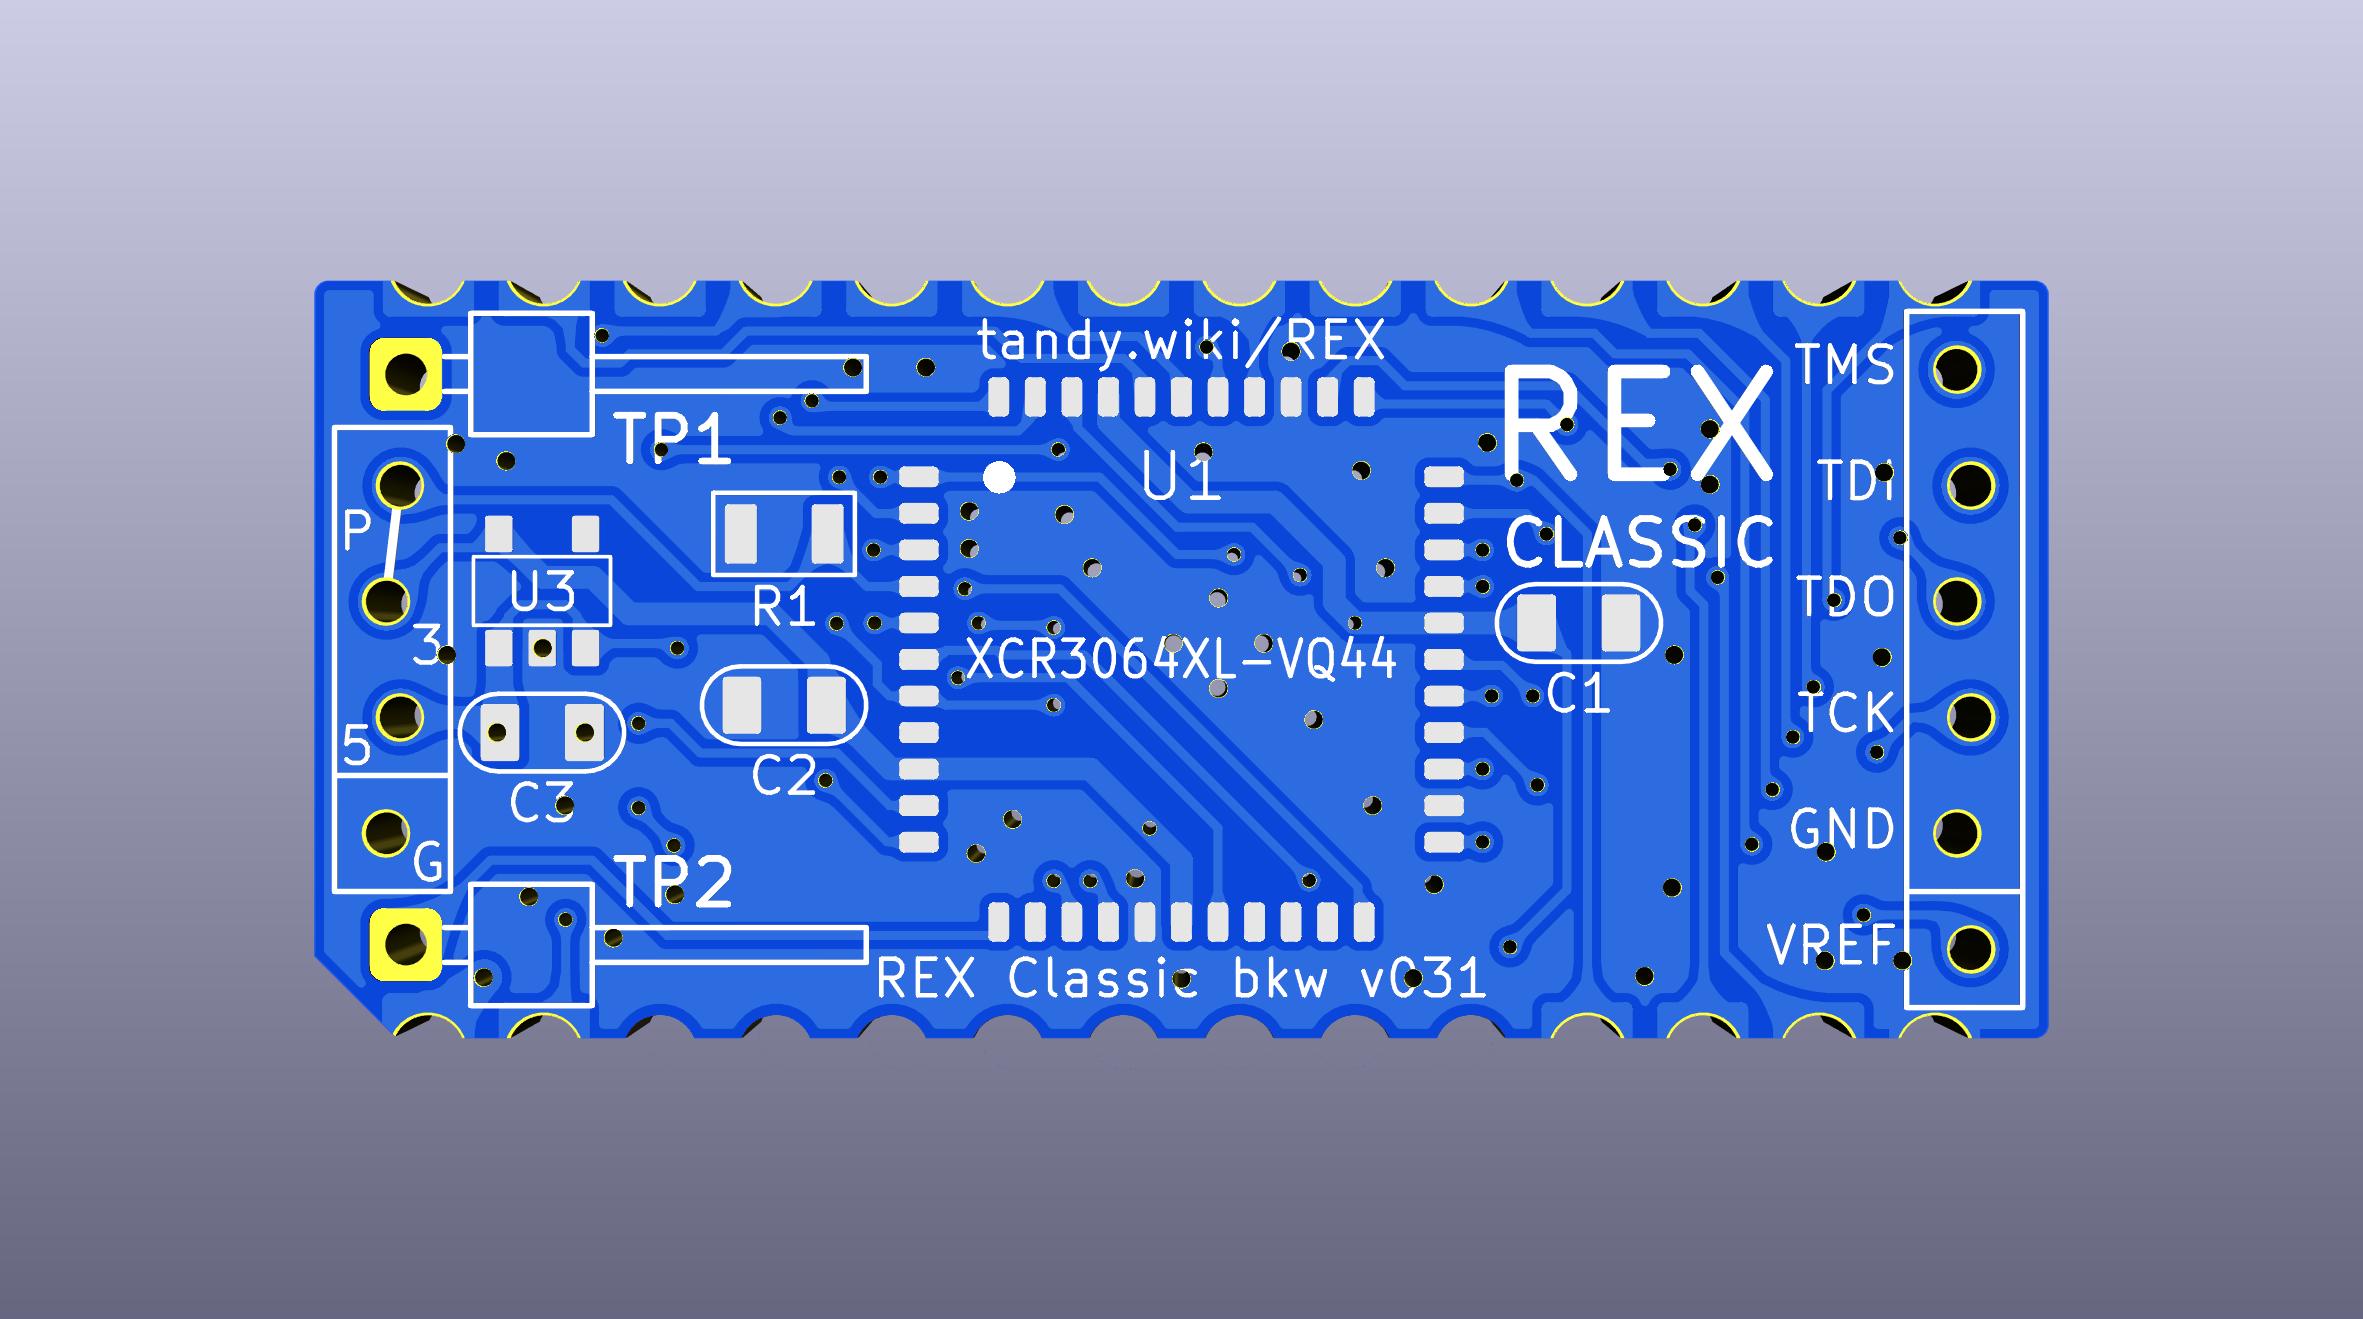 tandy.wiki/REX
REX
CLASSIC
TP1
U1
TMS
TDI
TDO
TCK
GND
VREF
P
3
5
G
U3
R1
XCR3064XL-VQ44
C1
C2
C3
TP2
REX Classic bkw v031